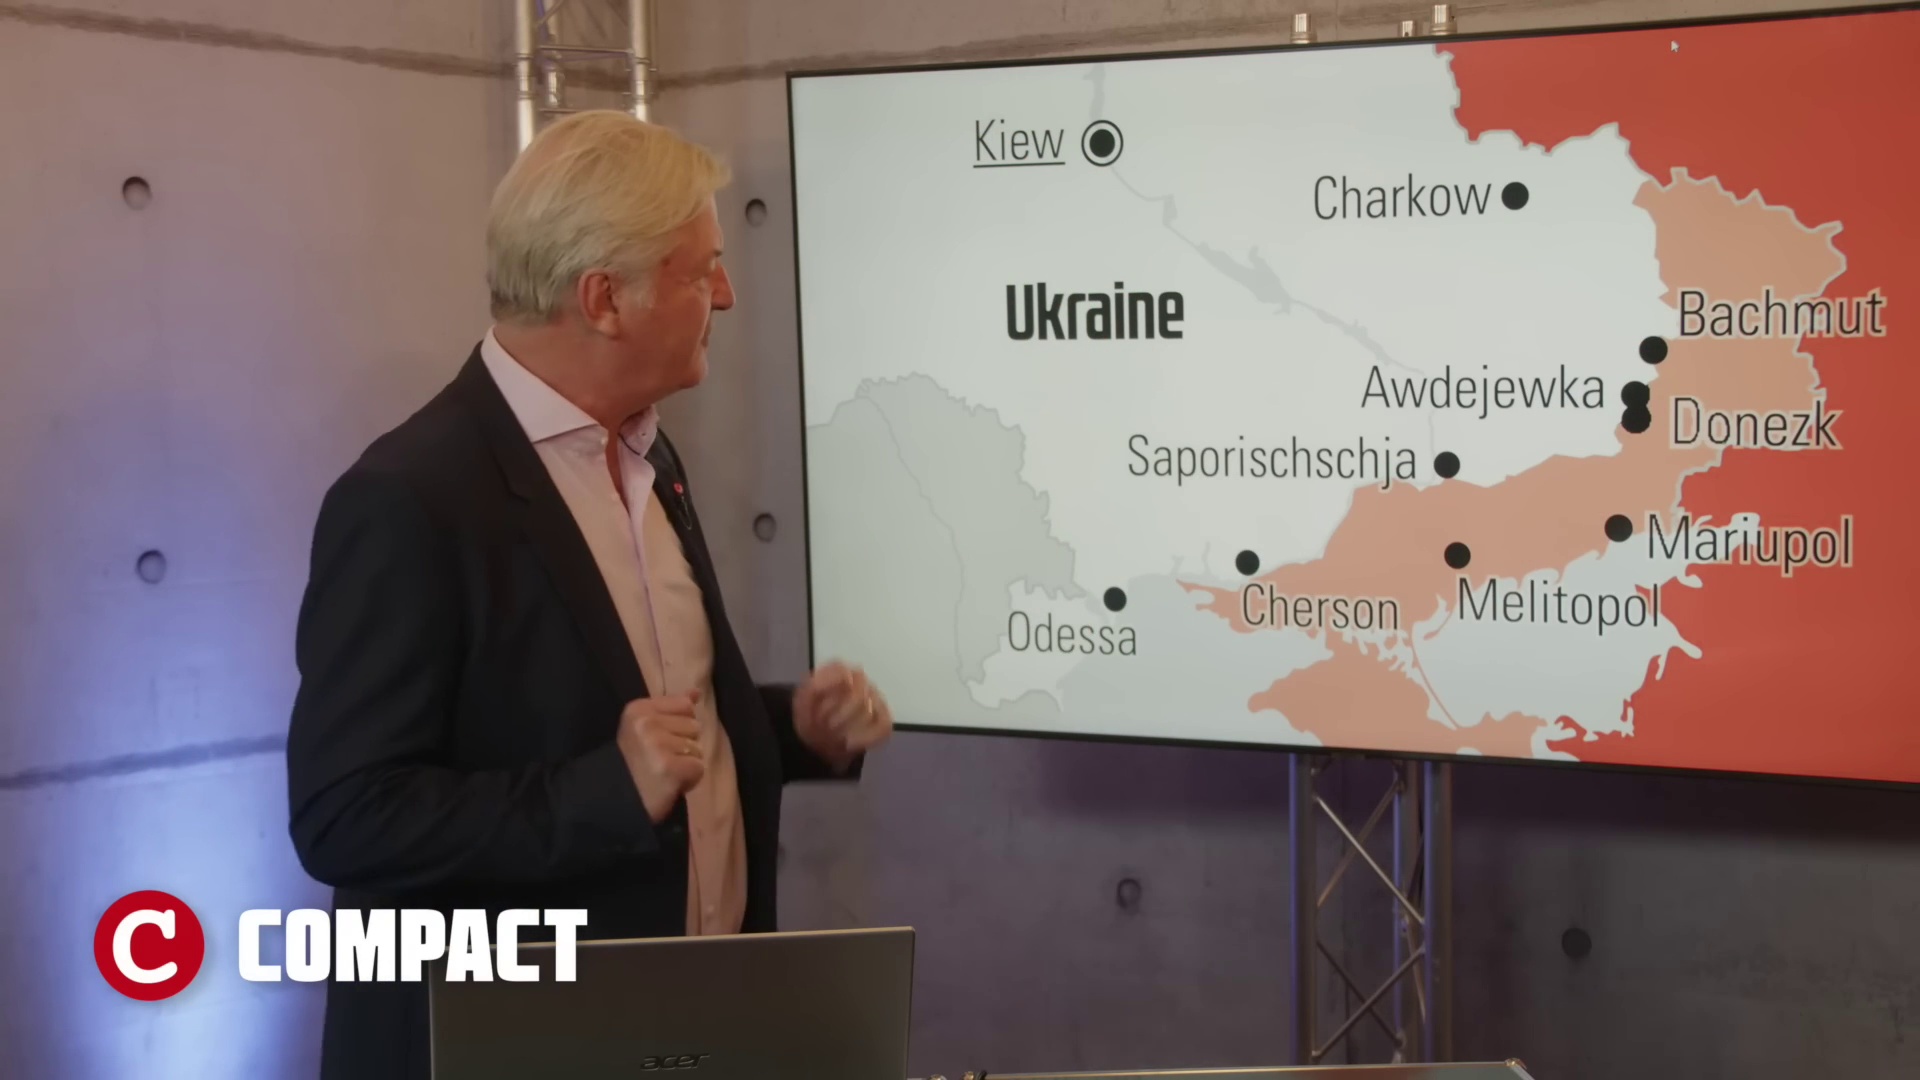 Kiew
Charkow
Ukraine
Bachmut
Awdejewka
Donezk
Saporischschja
Mariupol
Cherson
Melitopol
Odessa
C COMPACT
acer